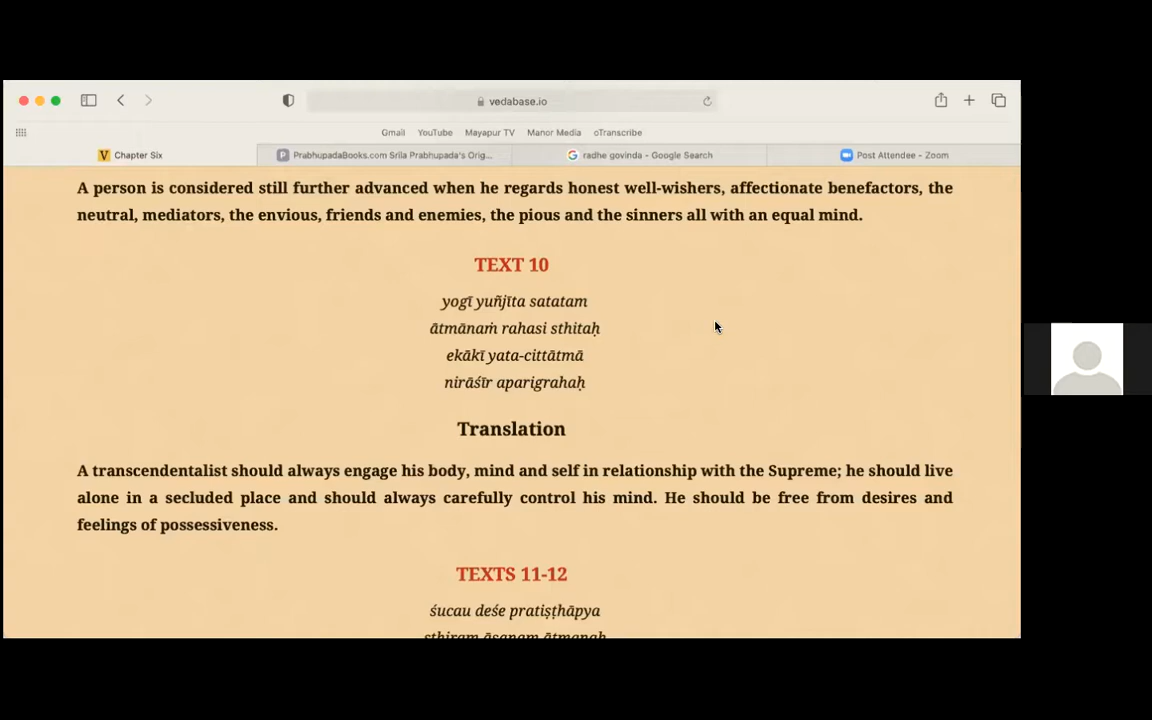 vedabase.io
Gmail YouTube Mayapur TV Manor Media oTranscribe
Chapter Six PrabhupadaBooks.com Srila Prabhupada's Orig... radhe govinda - Google Search Post Attendee - Zoom
A person is considered still further advanced when he regards honest well-wishers, affectionate benefactors, the
neutral, mediators, the envious, friends and enemies, the pious and the sinners all with an equal mind.
TEXT 10
yogī yuñjīta satatam
ātmānaṁ rahasi sthitaḥ
ekākī yata-cittātmā
nirāśīr aparigrahaḥ
Translation
A transcendentalist should always engage his body, mind and self in relationship with the Supreme; he should live
alone in a secluded place and should always carefully control his mind. He should be free from desires and
feelings of possessiveness.
TEXTS 11-12
śucau deśe pratiṣṭhāpya
sthiram āsanam ātmanaḥ